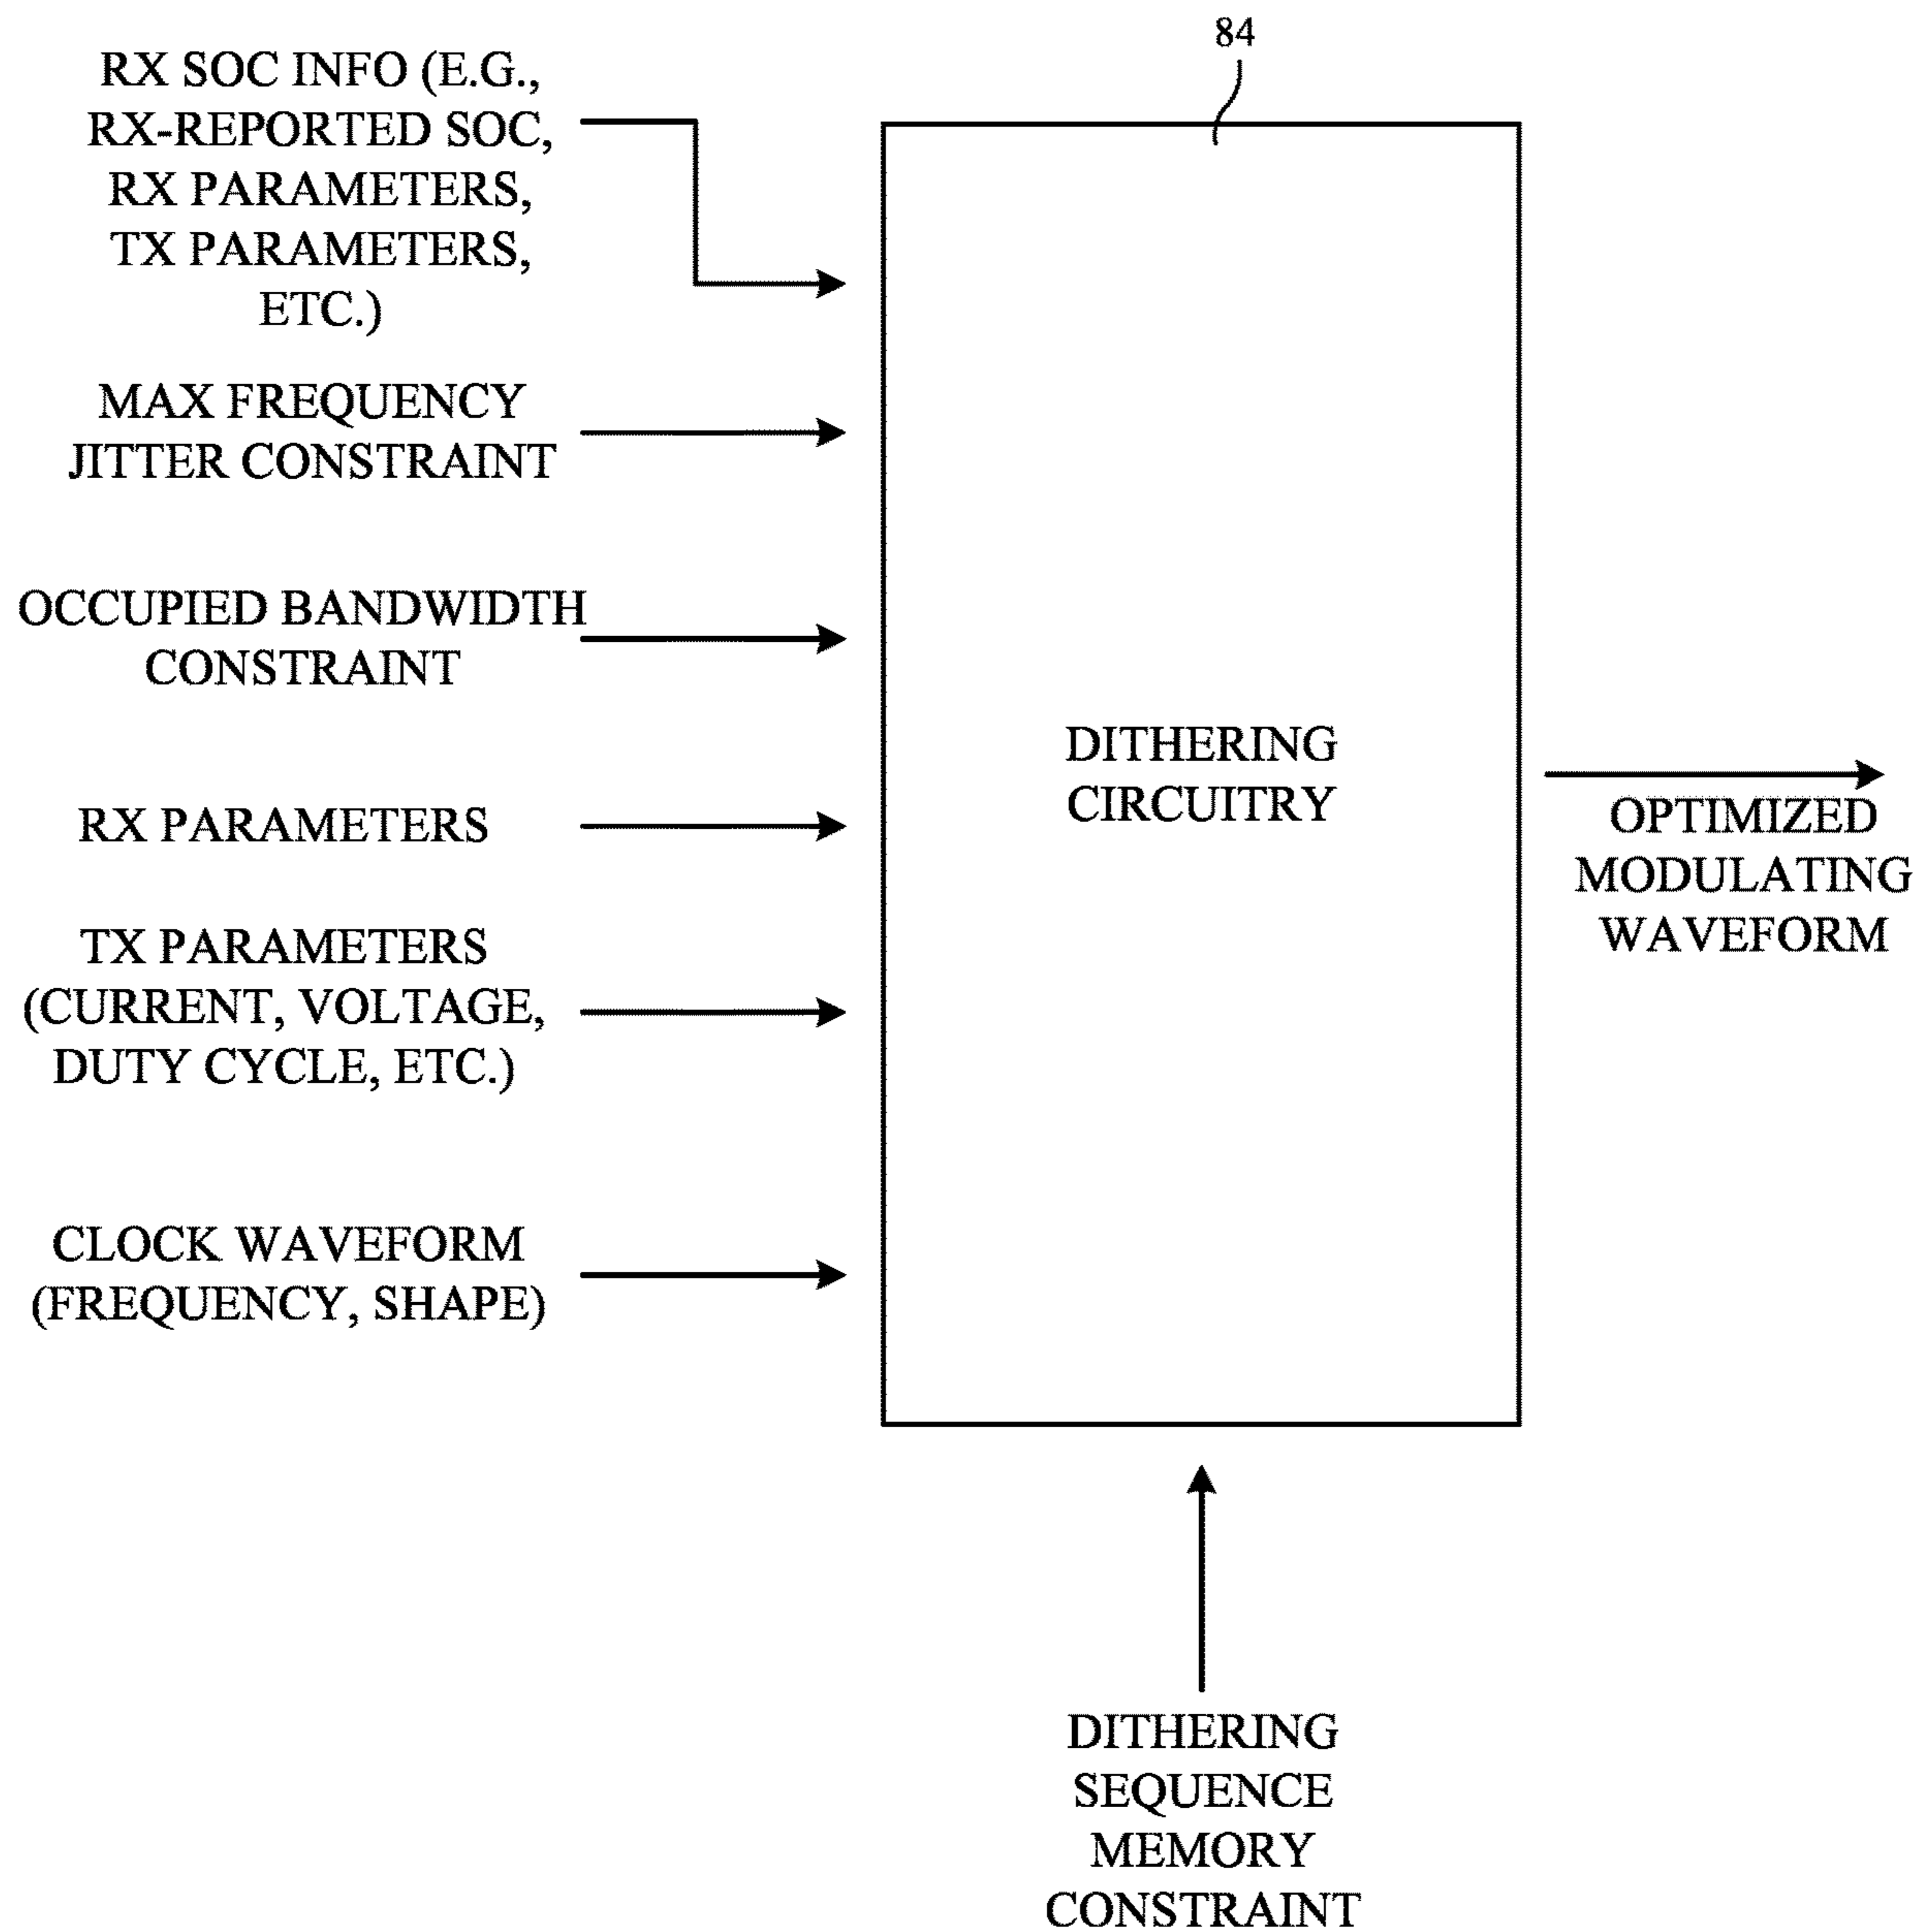 84
RX SOC INFO (E.G.,
RX-REPORTED SOC,
RX PARAMETERS,
TX PARAMETERS,
ETC.)
MAX FREQUENCY
JITTER CONSTRAINT
OCCUPIED BANDWIDTH
CONSTRAINT
RX PARAMETERS
TX PARAMETERS
(CURRENT, VOLTAGE,
DUTY CYCLE, ETC.)
CLOCK WAVEFORM
(FREQUENCY, SHAPE)
DITHERING
CIRCUITRY
OPTIMIZED
MODULATING
WAVEFORM
DITHERING
SEQUENCE
MEMORY
CONSTRAINT